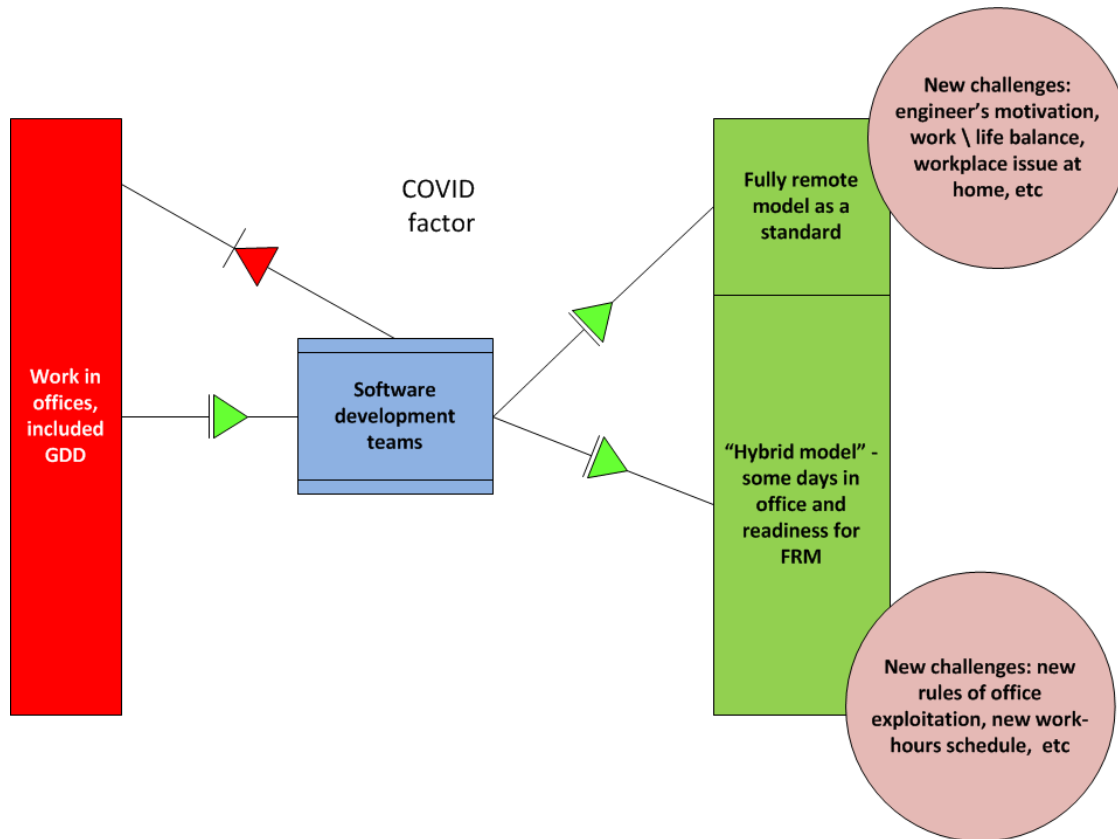 New challenges:
engineer's motivation,
work \ life balance,
workplace issue at
home, etc
COVID
factor
Fully remote
model as a
standard
Work in
offices,
included
GDD
Software
development
teams
“Hybrid model” -
some days in
office and
readiness for
FRM
New challenges: new
rules of office
exploitation, new work-
hours schedule,  etc